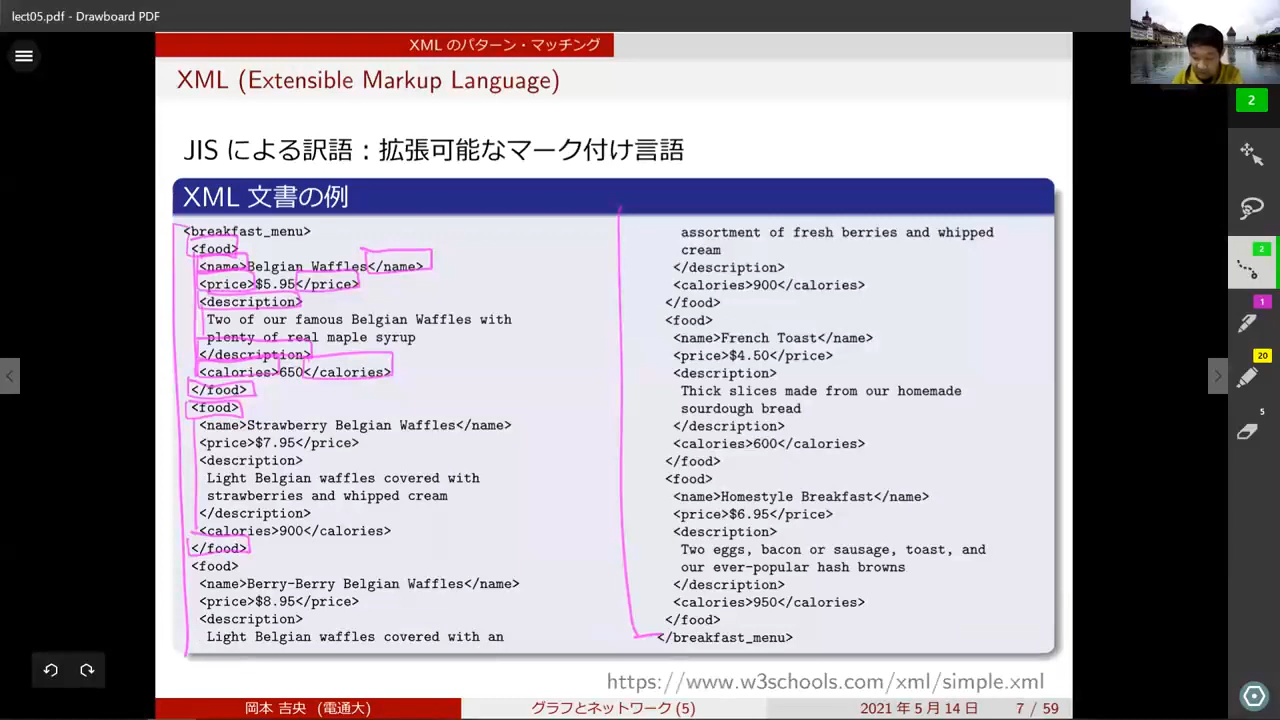 lect05.pdf - Drawboard PDF
XML のパターン・マッチング
XML (Extensible Markup Language)
JIS による訳語 : 拡張可能なマーク付け言語
XML 文書の例
<breakfast_menu>
<food>
<name>Belgian Waffles</name>
<price>$5.95</price>
<description>
Two of our famous Belgian Waffles with
plenty of real maple syrup
</description>
<calories>650</calories>
</food>
<food>
<name>Strawberry Belgian Waffles</name>
<price>$7.95</price>
<description>
Light Belgian waffles covered with
strawberries and whipped cream
</description>
<calories>900</calories>
</food>
<food>
<name>Berry-Berry Belgian Waffles</name>
<price>$8.95</price>
<description>
Light Belgian waffles covered with an
assortment of fresh berries and whipped
cream
</description>
<calories>900</calories>
</food>
<food>
<name>French Toast</name>
<price>$4.50</price>
<description>
Thick slices made from our homemade
sourdough bread
</description>
<calories>600</calories>
</food>
<food>
<name>Homestyle Breakfast</name>
<price>$6.95</price>
<description>
Two eggs, bacon or sausage, toast, and
our ever-popular hash browns
</description>
<calories>950</calories>
</food>
</breakfast_menu>
https://www.w3schools.com/xml/simple.xml
岡本 吉央 (電通大)
グラフとネットワーク (5)
2021 年 5 月 14 日
7 / 59
2
2
1
20
5